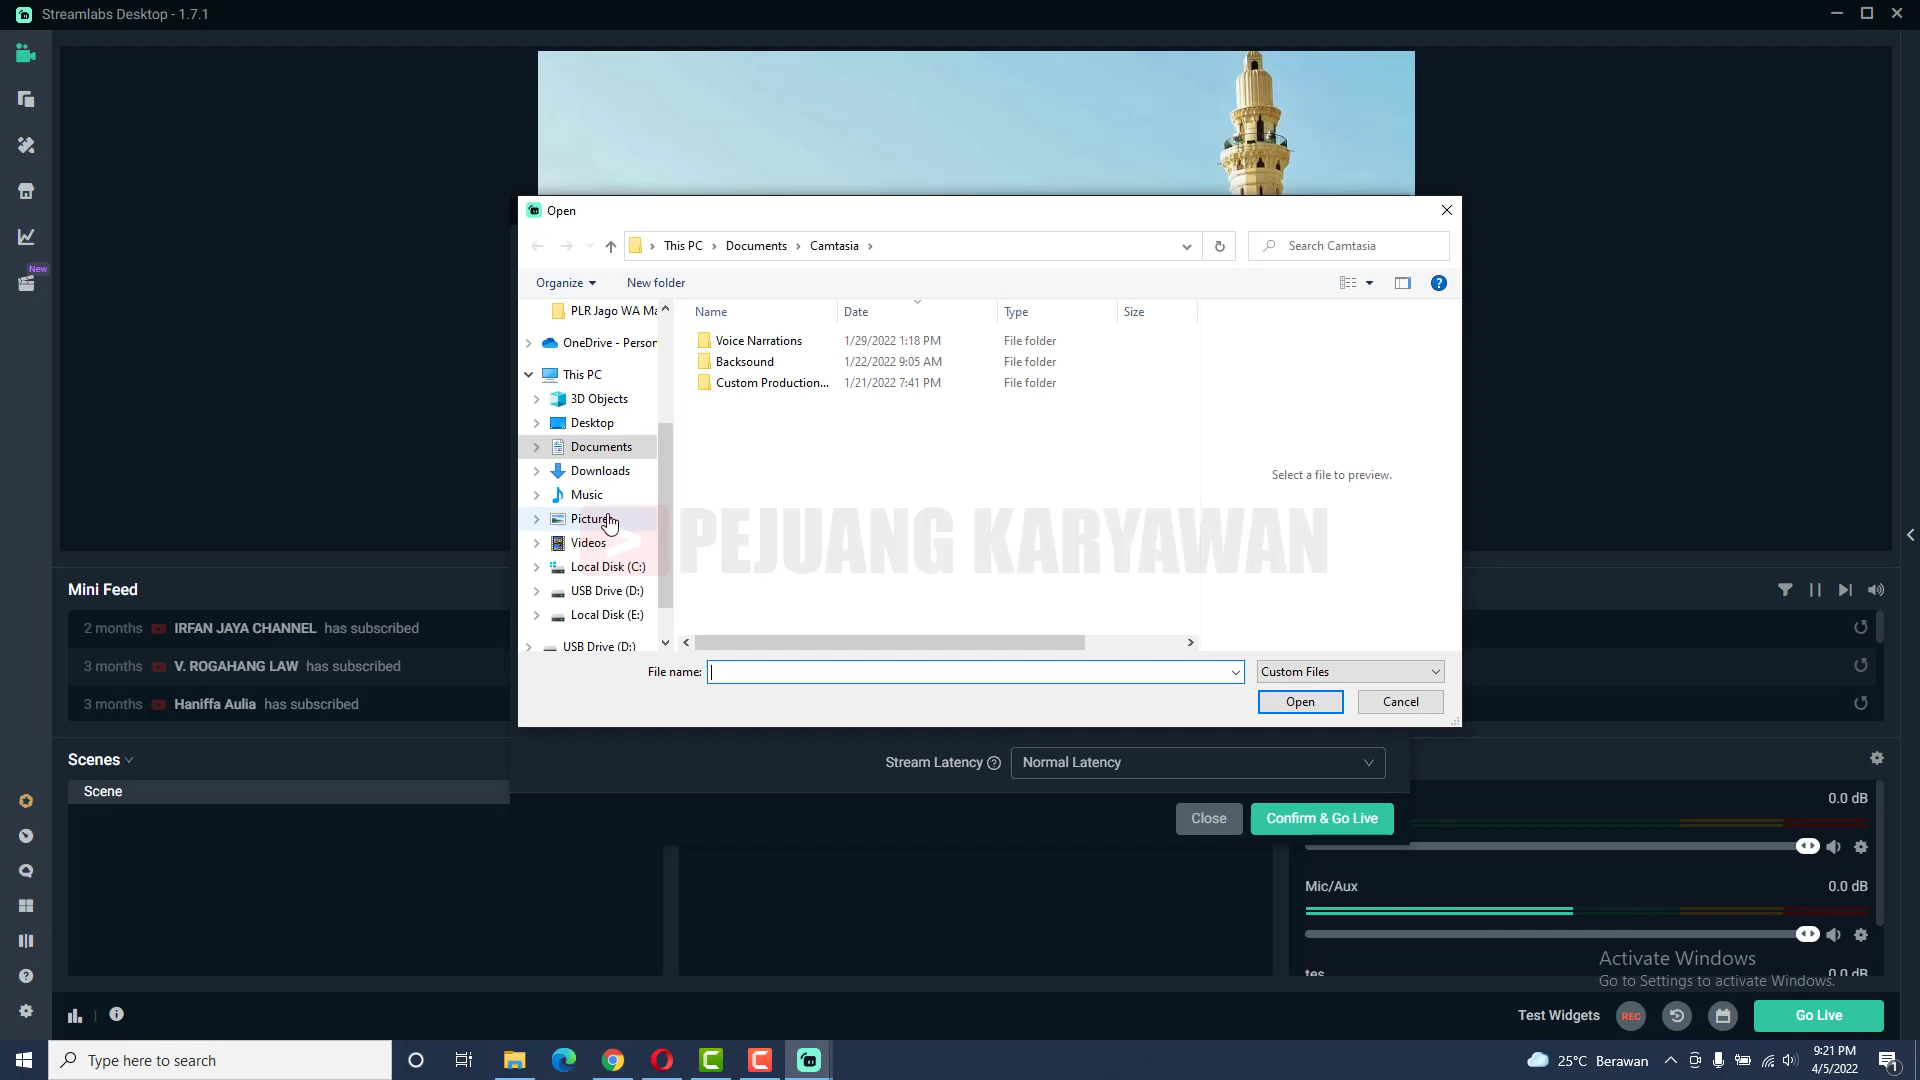 Streamlabs Desktop - 1.7.1
New
Open
This PC
Documents
Camtasia
Search Camtasia
Organize
New folder
Name
Date
Type
Size
PLR Jago WA Ma
Voice Narrations
1/29/2022 1:18 PM
File folder
OneDrive - Person
Backsound
1/22/2022 9:05 AM
File folder
This PC
Custom Production...
1/21/2022 7:41 PM
File folder
3D Objects
Desktop
Documents
Downloads
Select a file to preview.
Music
Pictures
PEJUANG KARYAWAN
Videos
Local Disk (C:)
USB Drive (D:)
Local Disk (E:)
USB Drive (D:)
File name:
Custom Files
Open
Cancel
Mini Feed
2 months IRFAN JAYA CHANNEL has subscribed
3 months V. ROGAHANG LAW has subscribed
3 months Haniffa Aulia has subscribed
Stream Latency
Normal Latency
Close
Confirm & Go Live
Scenes
Scene
0.0 dB
Mic/Aux
0.0 dB
tes
0.0 dB
Activate Windows
Go to Settings to activate Windows.
Test Widgets
REC
Go Live
Type here to search
25°C Berawan
9:21 PM
4/5/2022
1